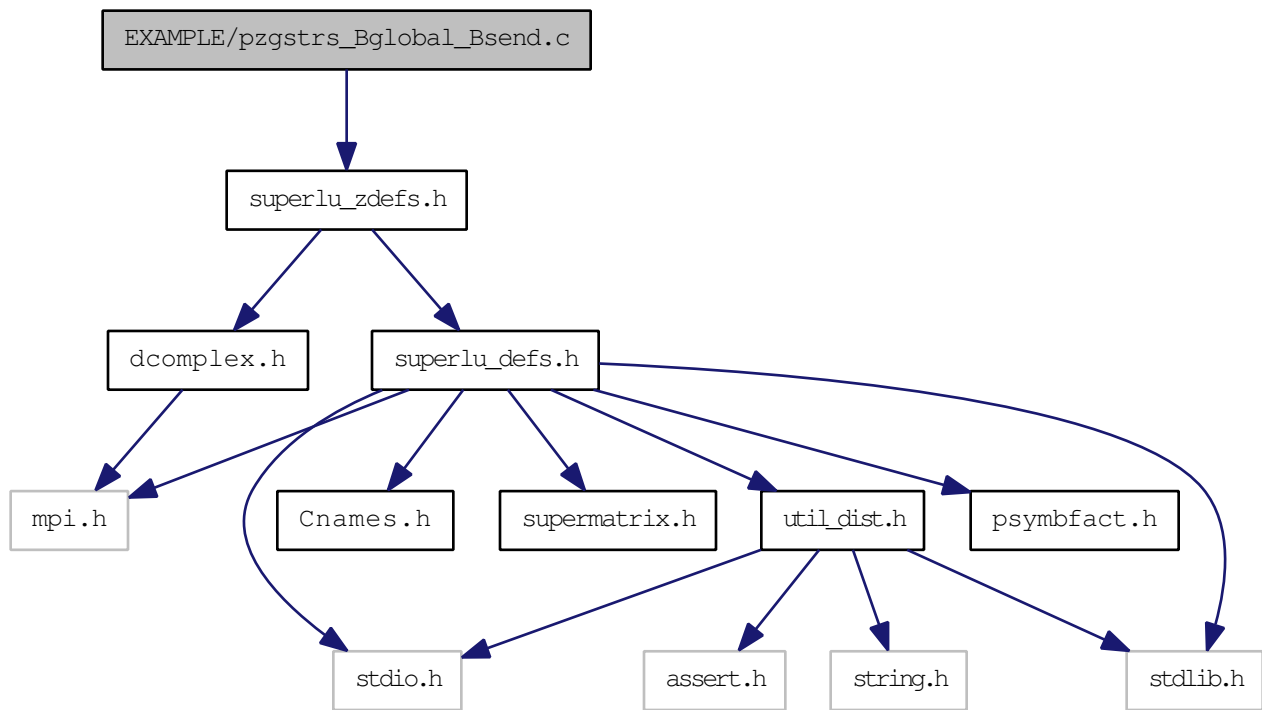 EXAMPLE/pzgstrs_Bglobal_Bsend.c
superlu_zdefs.h
dcomplex.h
superlu_defs.h
mpi.h
Cnames.h
supermatrix.h
util_dist.h
psymbfact.h
stdio.h
assert.h
string.h
stdlib.h